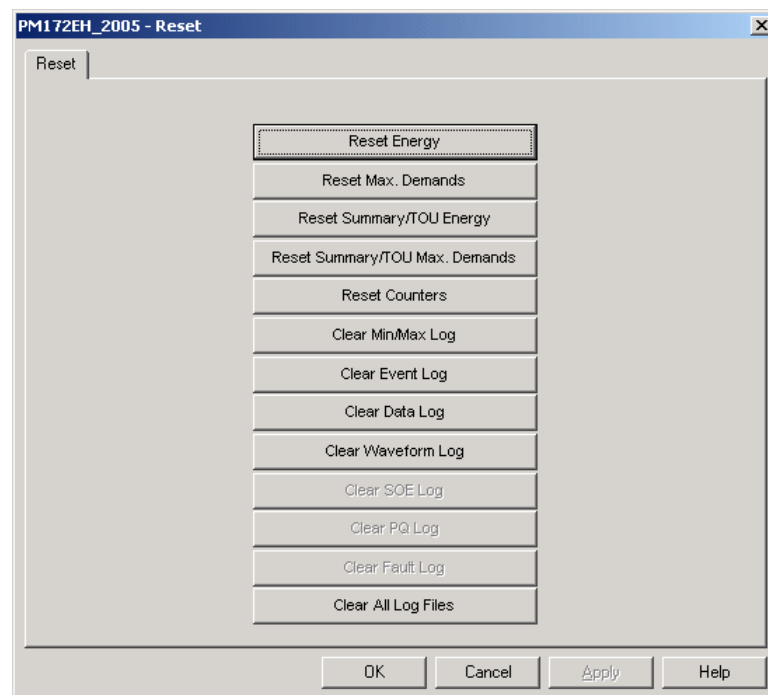 PM172EH_2005 - Reset
Reset
Reset Energy
Reset Max. Demands
Reset Summary/TOU Energy
Reset Summary/TOU Max. Demands
Reset Counters
Clear Min/Max Log
Clear Event Log
Clear Data Log
Clear Waveform Log
Clear SOE Log
Clear PQ Log
Clear Fault Log
Clear All Log Files
OK Cancel Apply Help